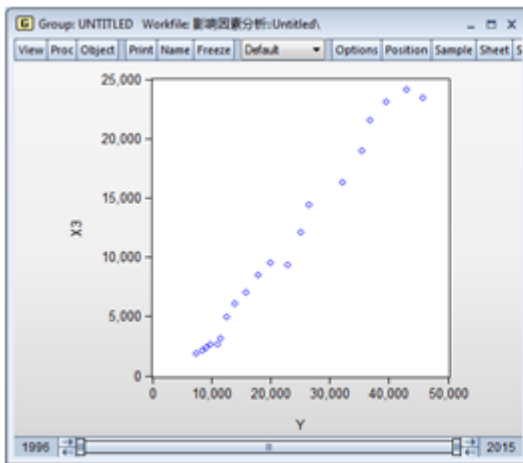 Group: UNTITLED Workfile: 影响因素分析::Untitled\
View Proc Object Print Name Freeze Default Options Position Sample Sheet S
25,000
20,000
15,000
10,000
5,000
0
X3
0 10,000 20,000 30,000 40,000 50,000
Y
1996 2015